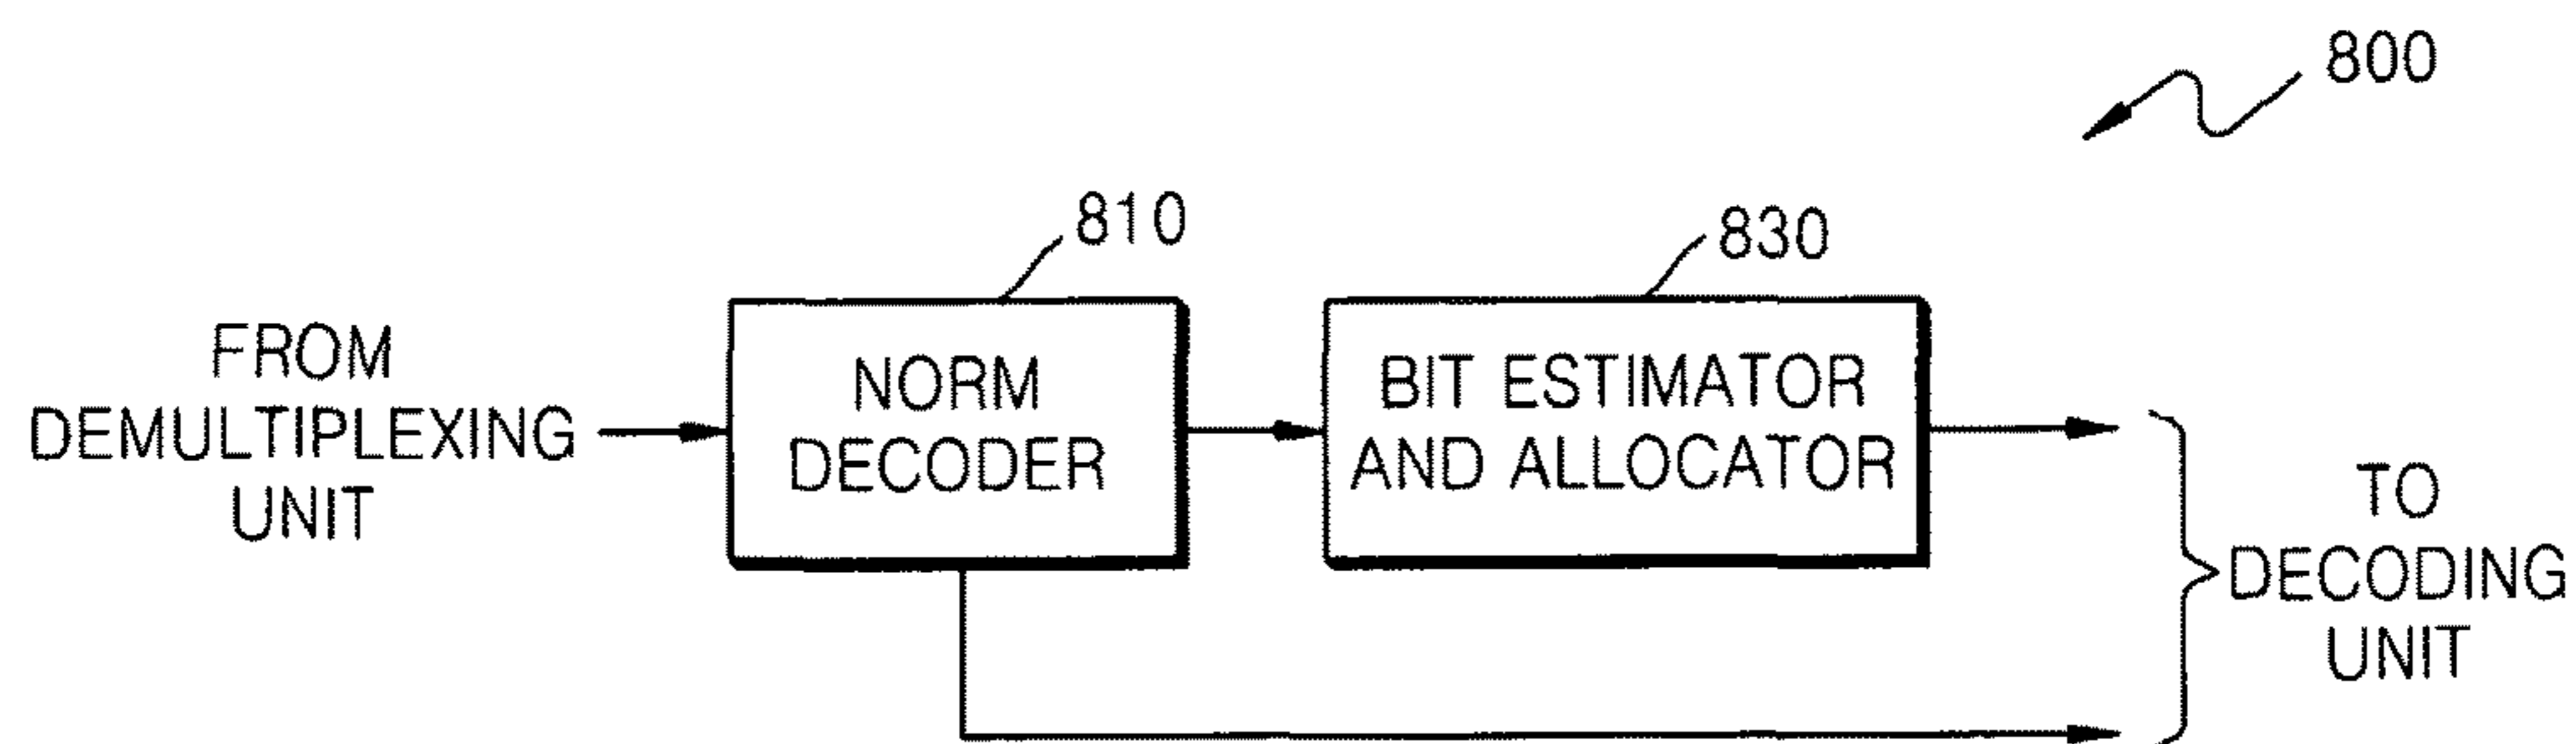 800
810
830
FROM
DEMULTIPLEXING
UNIT
NORM
DECODER
BIT ESTIMATOR
AND ALLOCATOR
TO
DECODING
UNIT